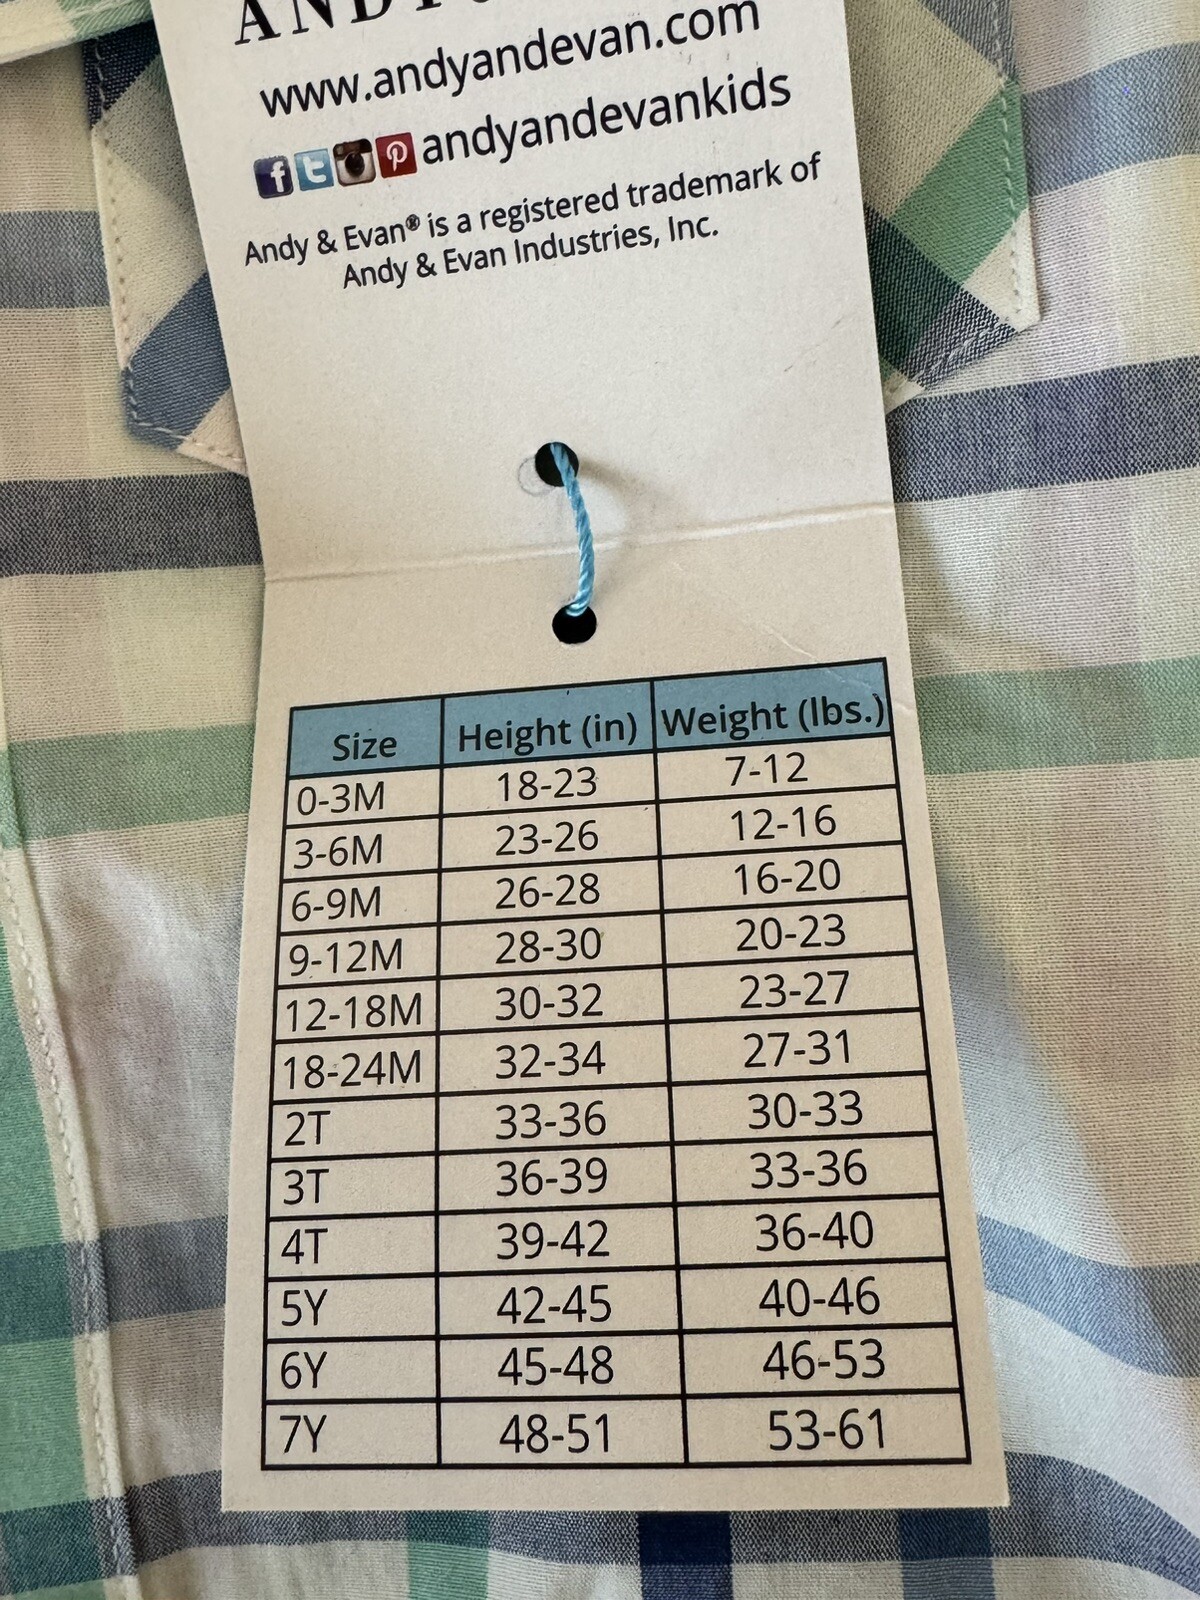 www.andyandevan.com
andyandevankids
Andy & Evan® is a registered trademark of
Andy & Evan Industries, Inc.
Size Height (in) Weight (lbs.)
0-3M 18-23 7-12
3-6M 23-26 12-16
6-9M 26-28 16-20
9-12M 28-30 20-23
12-18M 30-32 23-27
18-24M 32-34 27-31
2T 33-36 30-33
3T 36-39 33-36
4T 39-42 36-40
5Y 42-45 40-46
6Y 45-48 46-53
7Y 48-51 53-61